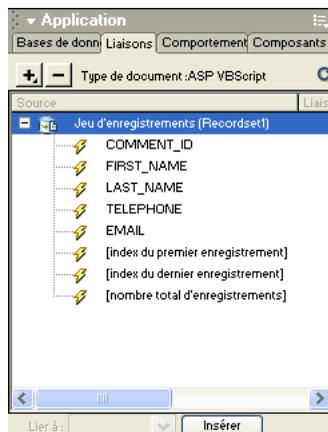 Application
Bases de donn Liaisons Comportement Composants
Type de document :ASP VBScript
Source Liais
Jeu d'enregistrements (Recordset1)
COMMENT_ID
FIRST_NAME
LAST_NAME
TELEPHONE
EMAIL
[index du premier enregistrement]
[index du dernier enregistrement]
[nombre total d'enregistrements]
Lier à : Insérer